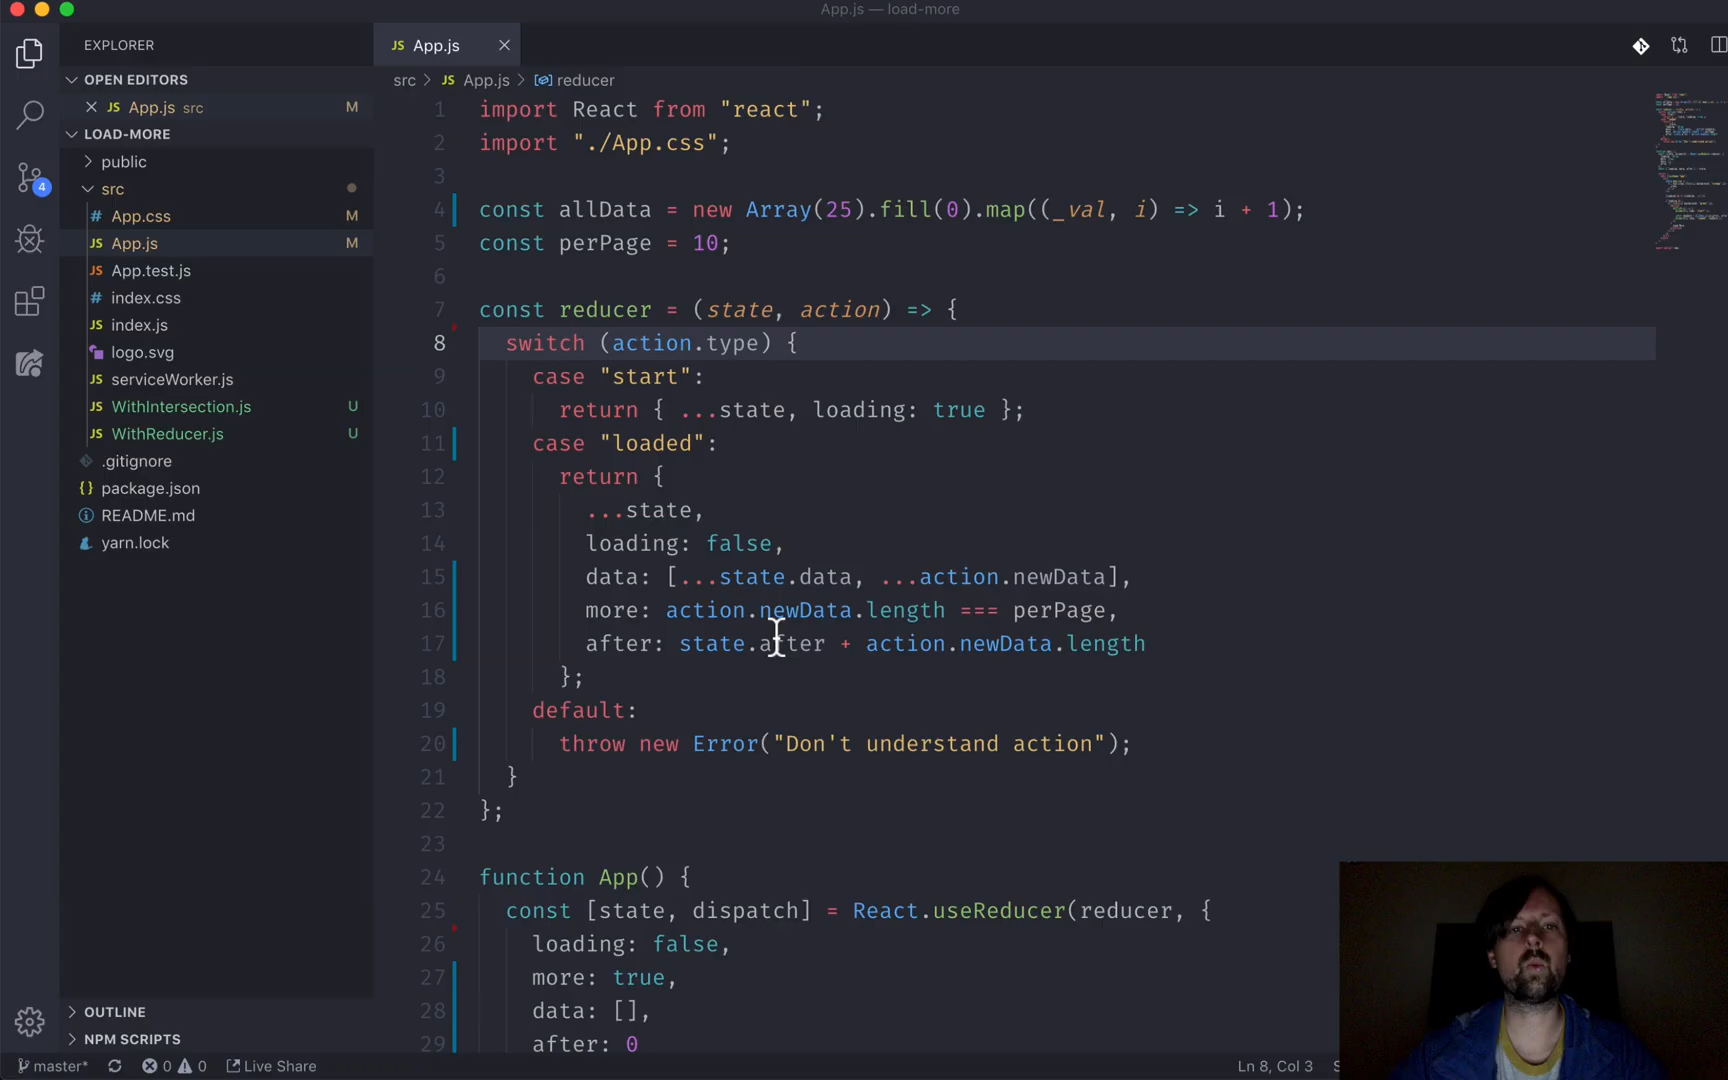 App.js — load-more
EXPLORER
OPEN EDITORS
App.js src M
LOAD-MORE
public
src
App.css M
App.js M
App.test.js
index.css
index.js
logo.svg
serviceWorker.js
WithIntersection.js U
WithReducer.js U
.gitignore
package.json
README.md
yarn.lock
OUTLINE
NPM SCRIPTS
4
JS App.js
src > JS App.js > reducer
1 import React from "react";
2 import "./App.css";
3
4 const allData = new Array(25).fill(0).map((_val, i) => i + 1);
5 const perPage = 10;
6
7 const reducer = (state, action) => {
8 switch (action.type) {
9 case "start":
10 return { ...state, loading: true };
11 case "loaded":
12 return {
13 ...state,
14 loading: false,
15 data: [...state.data, ...action.newData],
16 more: action.newData.length === perPage,
17 after: state.after + action.newData.length
18 };
19 default:
20 throw new Error("Don't understand action");
21 }
22 };
23
24 function App() {
25 const [state, dispatch] = React.useReducer(reducer, {
26 loading: false,
27 more: true,
28 data: [],
29 after: 0
master* 0 0 Live Share Ln 8, Col 3